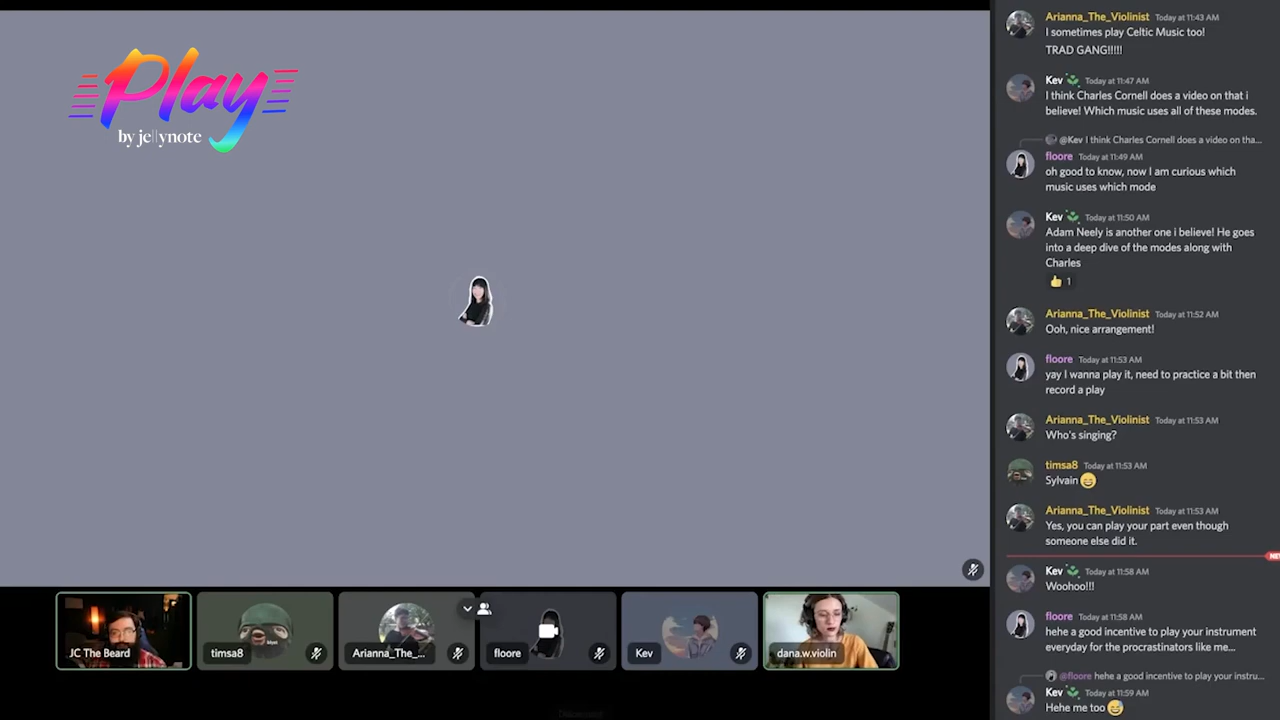 Play
by jellynote
JC The Beard
timsa8
Arianna_The_...
floore
Kev
dana.w.violin
Arianna_The_Violinist Today at 11:43 AM
I sometimes play Celtic Music too!
TRAD GANG!!!!!
Kev Today at 11:47 AM
I think Charles Cornell does a video on that i
believe! Which music uses all of these modes.
@Kev I think Charles Cornell does a video on tha...
floore Today at 11:49 AM
oh good to know, now I am curious which
music uses which mode
Kev Today at 11:50 AM
Adam Neely is another one i believe! He goes
into a deep dive of the modes along with
Charles
1
Arianna_The_Violinist Today at 11:52 AM
Ooh, nice arrangement!
floore Today at 11:53 AM
yay I wanna play it, need to practice a bit then
record a play
Arianna_The_Violinist Today at 11:53 AM
Who's singing?
timsa8 Today at 11:53 AM
Sylvain
Arianna_The_Violinist Today at 11:53 AM
Yes, you can play your part even though
someone else did it.
NEW
Kev Today at 11:58 AM
Woohoo!!!
floore Today at 11:58 AM
hehe a good incentive to play your instrument
everyday for the procrastinators like me...
@floore hehe a good incentive to play your instru...
Kev Today at 11:59 AM
Hehe me too